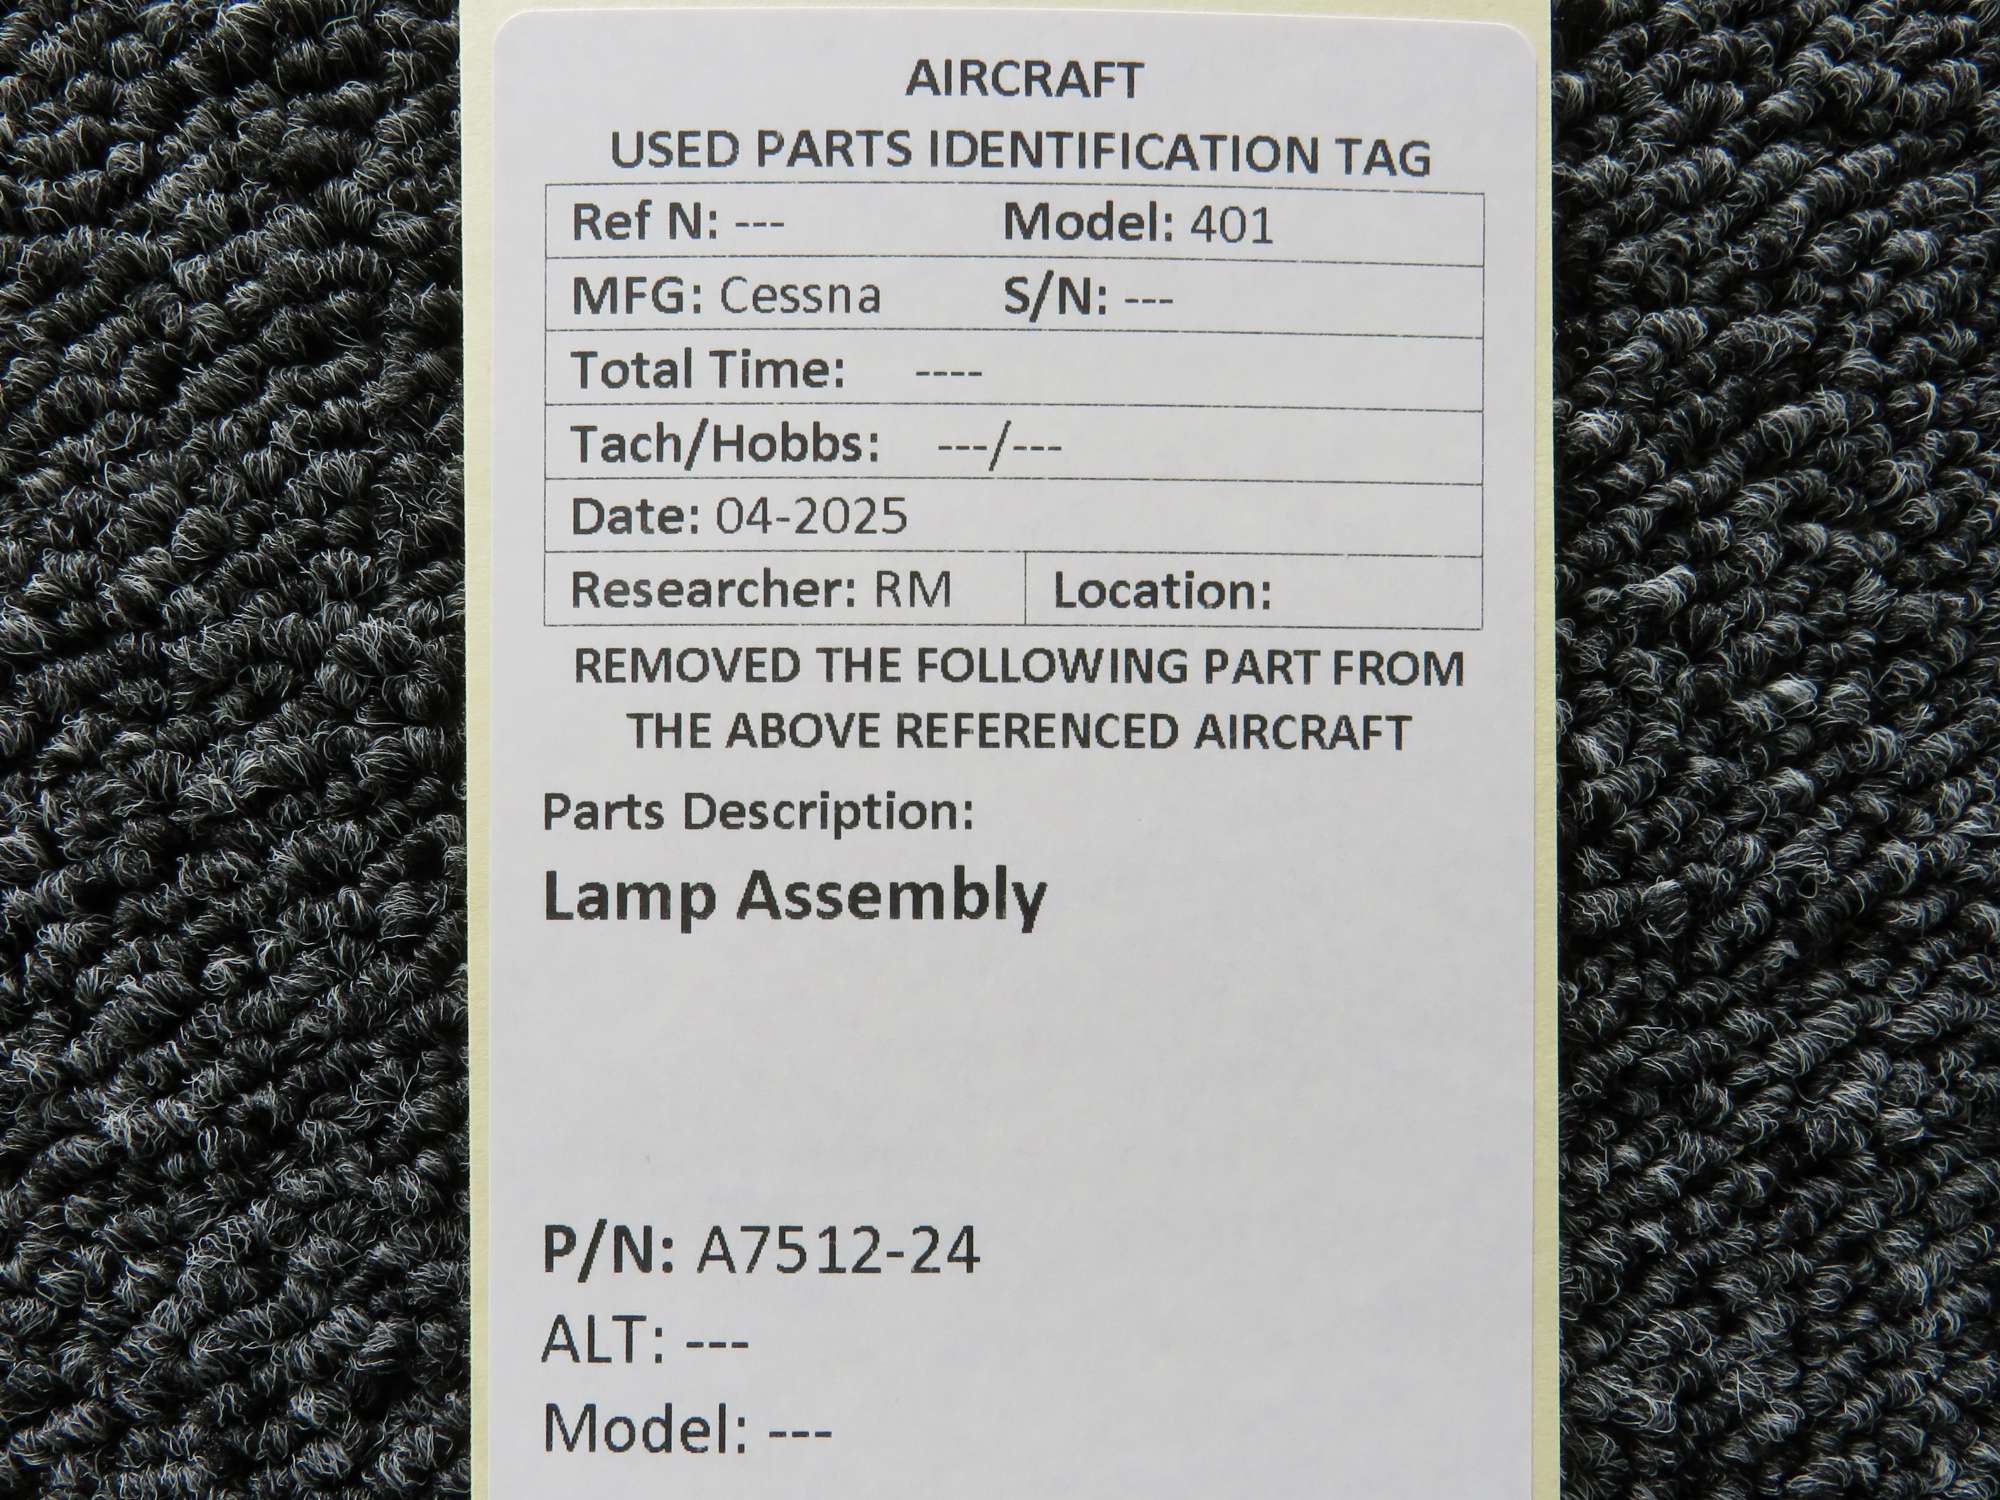 AIRCRAFT
USED PARTS IDENTIFICATION TAG
Ref N: --- Model: 401
MFG: Cessna S/N: ---
Total Time: ----
Tach/Hobbs: ---/---
Date: 04-2025
Researcher: RM Location:
REMOVED THE FOLLOWING PART FROM
THE ABOVE REFERENCED AIRCRAFT
Parts Description:
Lamp Assembly
P/N: A7512-24
ALT: ---
Model: ---